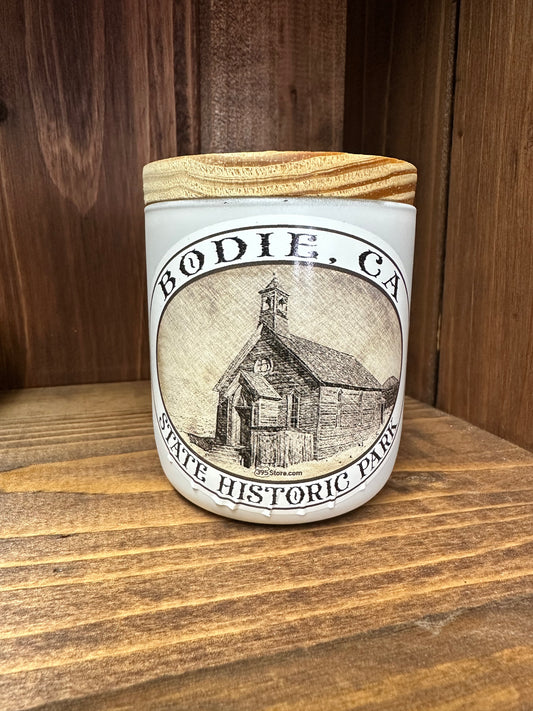 BODIE, CA
395Store.com
STATE HISTORIC PARK